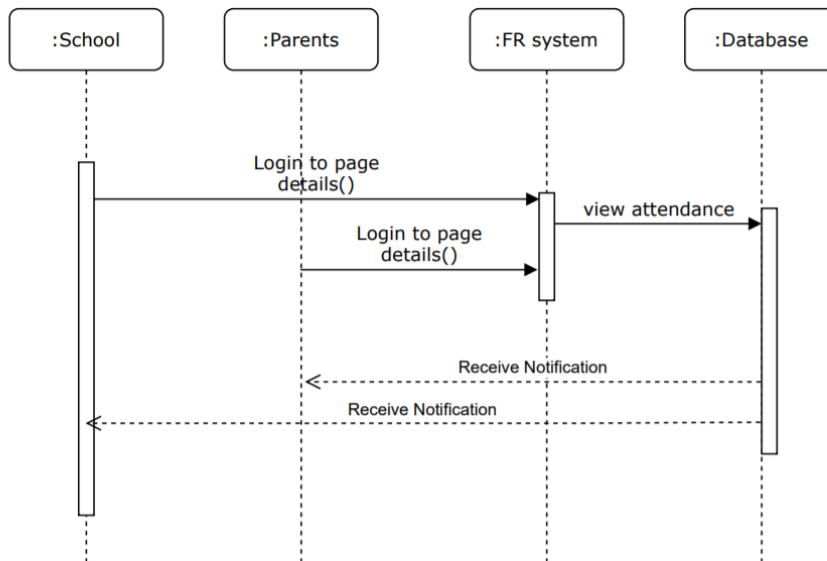 :School
:Parents
:FR system
:Database
Login to page
details()
view attendance
Login to page
details()
Receive Notification
Receive Notification